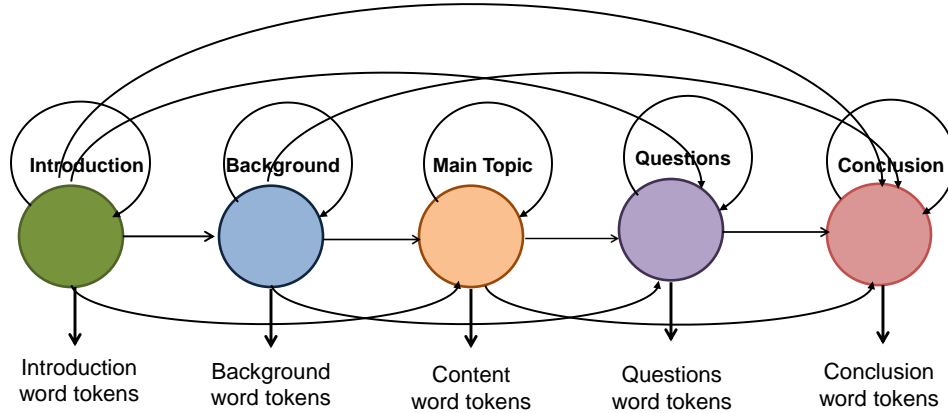 Introduction
Background
Main Topic
Questions
Conclusion
Introduction
word tokens
Background
word tokens
Content
word tokens
Questions
word tokens
Conclusion
word tokens